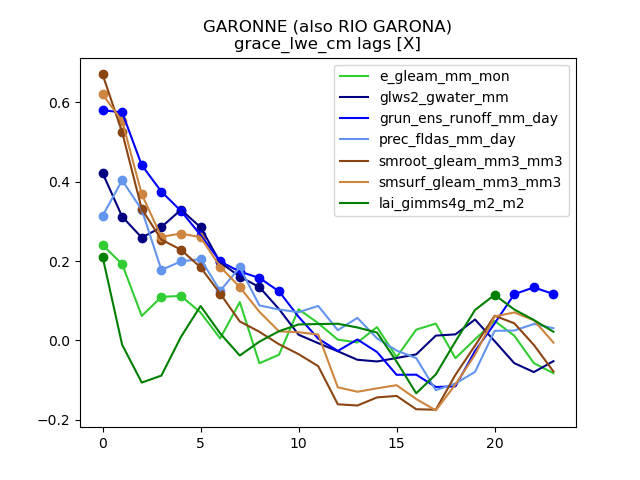 GARONNE (also RIO GARONA)
grace_lwe_cm lags [X]
e_gleam_mm_mon
glws2_gwater_mm
grun_ens_runoff_mm_day
prec_fldas_mm_day
smroot_gleam_mm3_mm3
smsurf_gleam_mm3_mm3
lai_gimms4g_m2_m2
0.6
0.4
0.2
0.0
−0.2
0 5 10 15 20